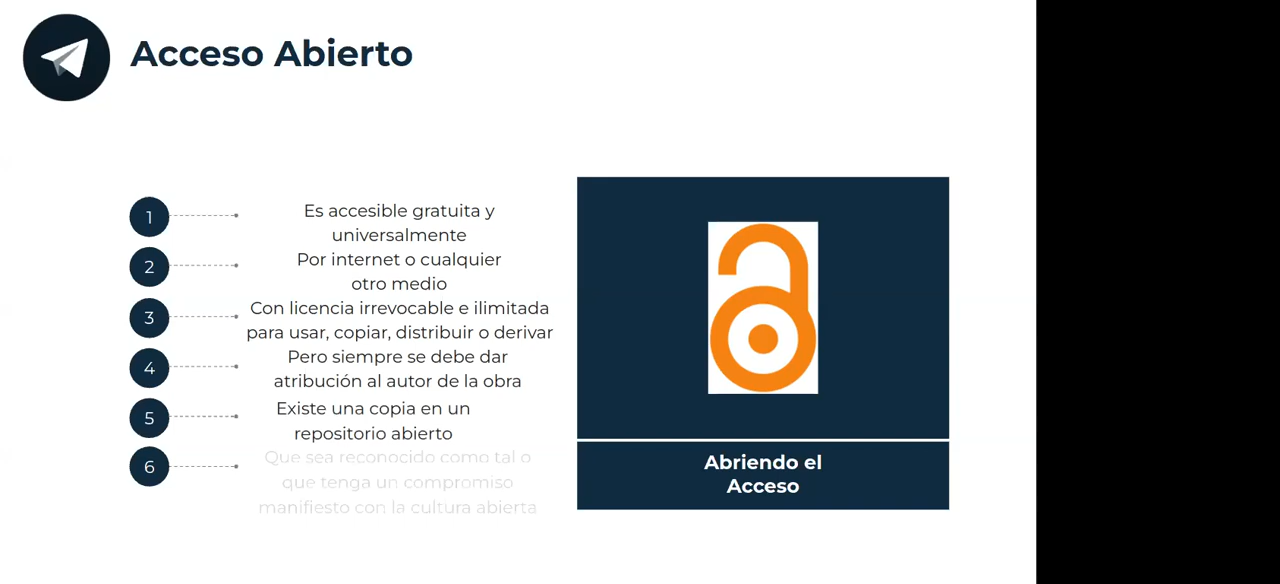 Acceso Abierto
1
Es accesible gratuita y
universalmente
2
Por internet o cualquier
otro medio
3
Con licencia irrevocable e ilimitada
para usar, copiar, distribuir o derivar
4
Pero siempre se debe dar
atribución al autor de la obra
5
Existe una copia en un
repositorio abierto
6
Que sea reconocido como tal o
que tenga un compromiso
manifiesto con la cultura abierta
Abriendo el
Acceso